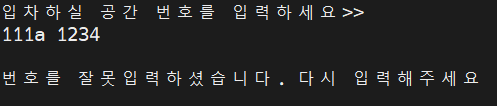 입차하실 공간 번호를 입력하세요>>
111a 1234
번호를 잘못입력하셨습니다. 다시 입력해주세요